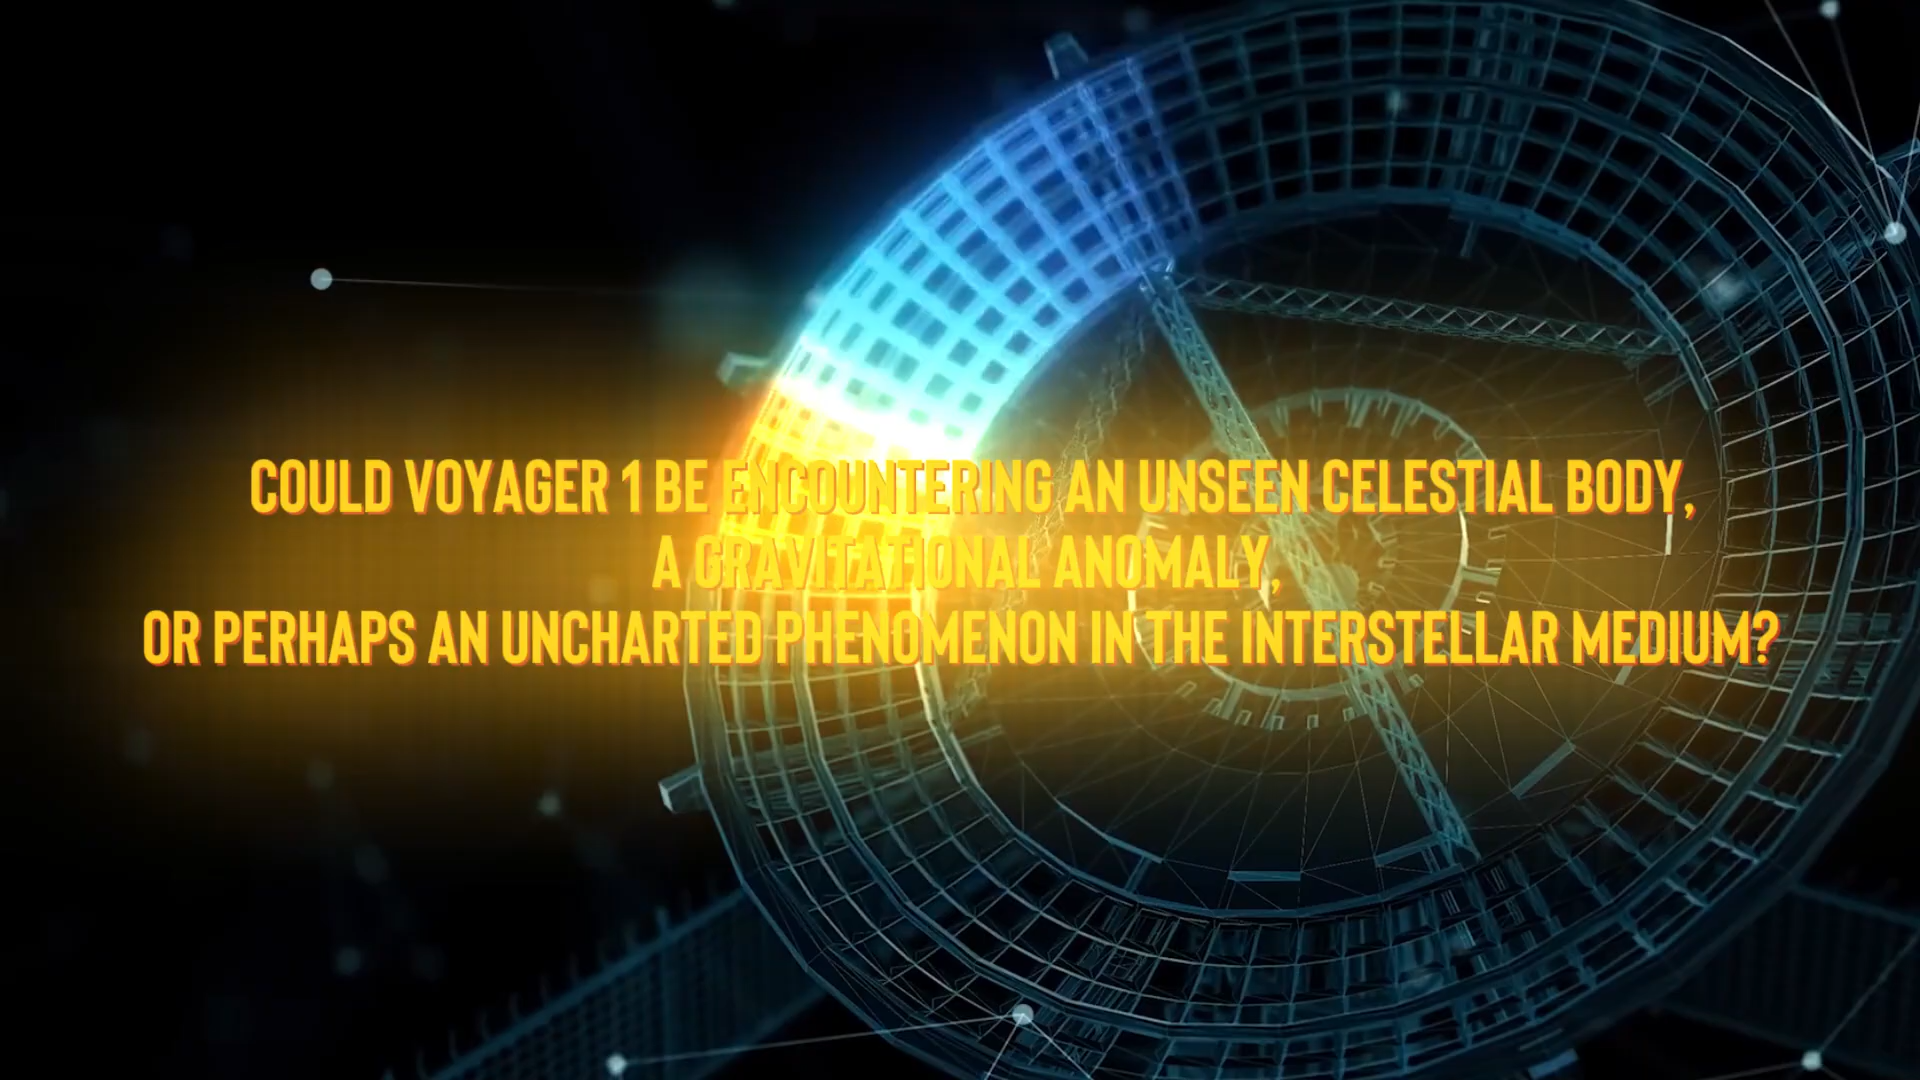 COULD VOYAGER 1 BE ENCOUNTERING AN UNSEEN CELESTIAL BODY,
A GRAVITATIONAL ANOMALY,
OR PERHAPS AN UNCHARTED PHENOMENON IN THE INTERSTELLAR MEDIUM?